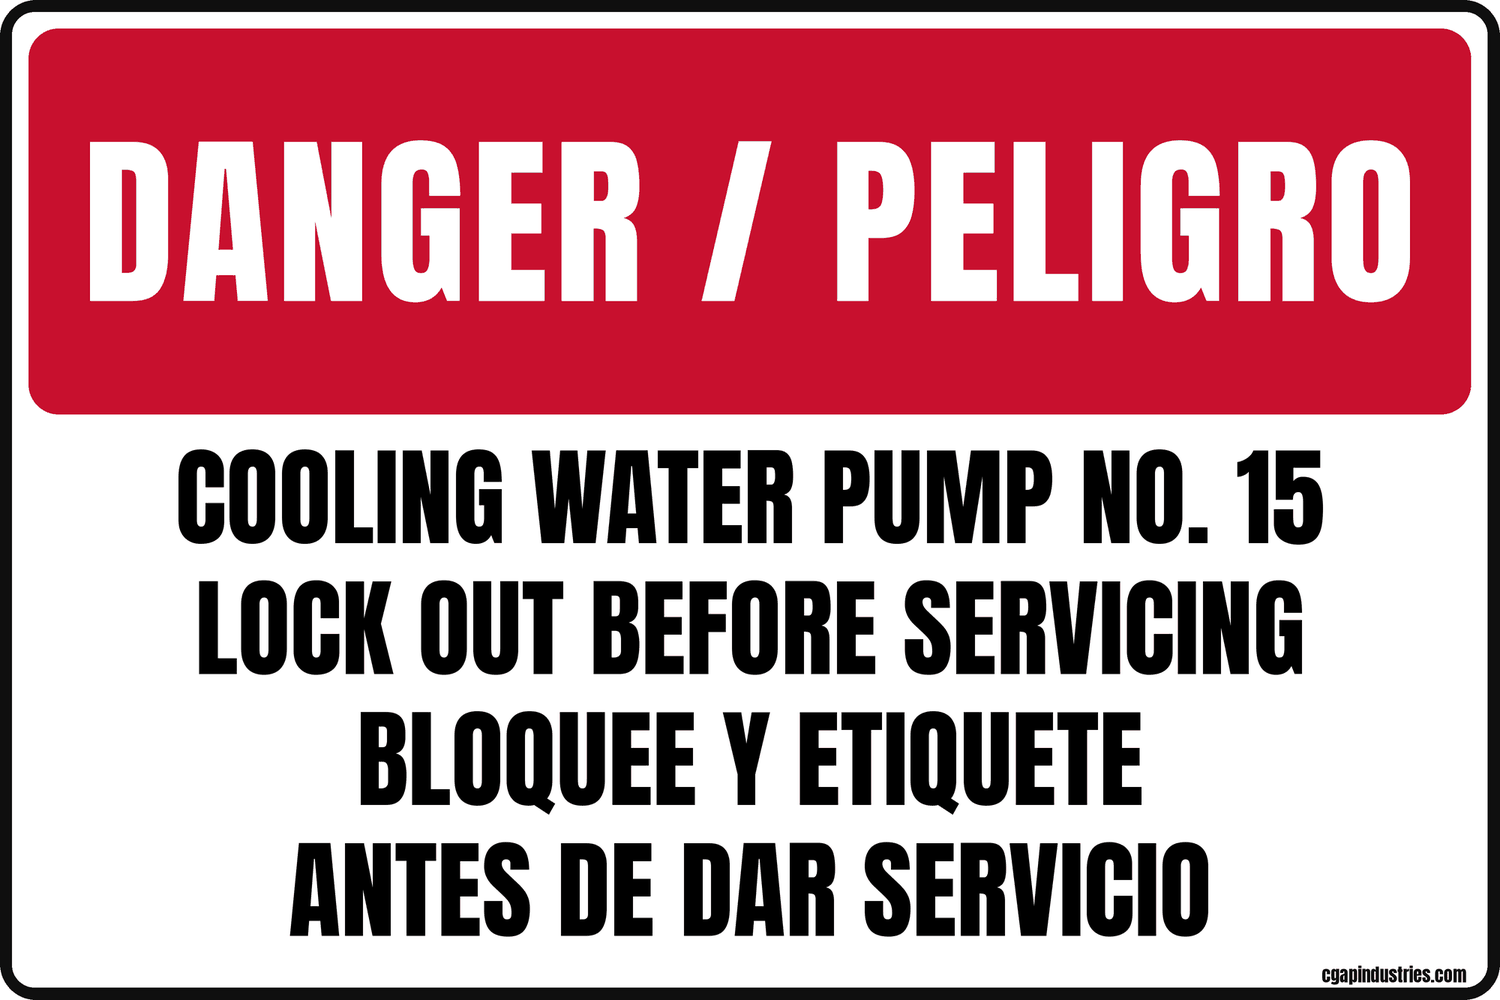 DANGER / PELIGRO
COOLING WATER PUMP NO. 15
LOCK OUT BEFORE SERVICING
BLOQUEE Y ETIQUETE
ANTES DE DAR SERVICIO
cgapindustries.com